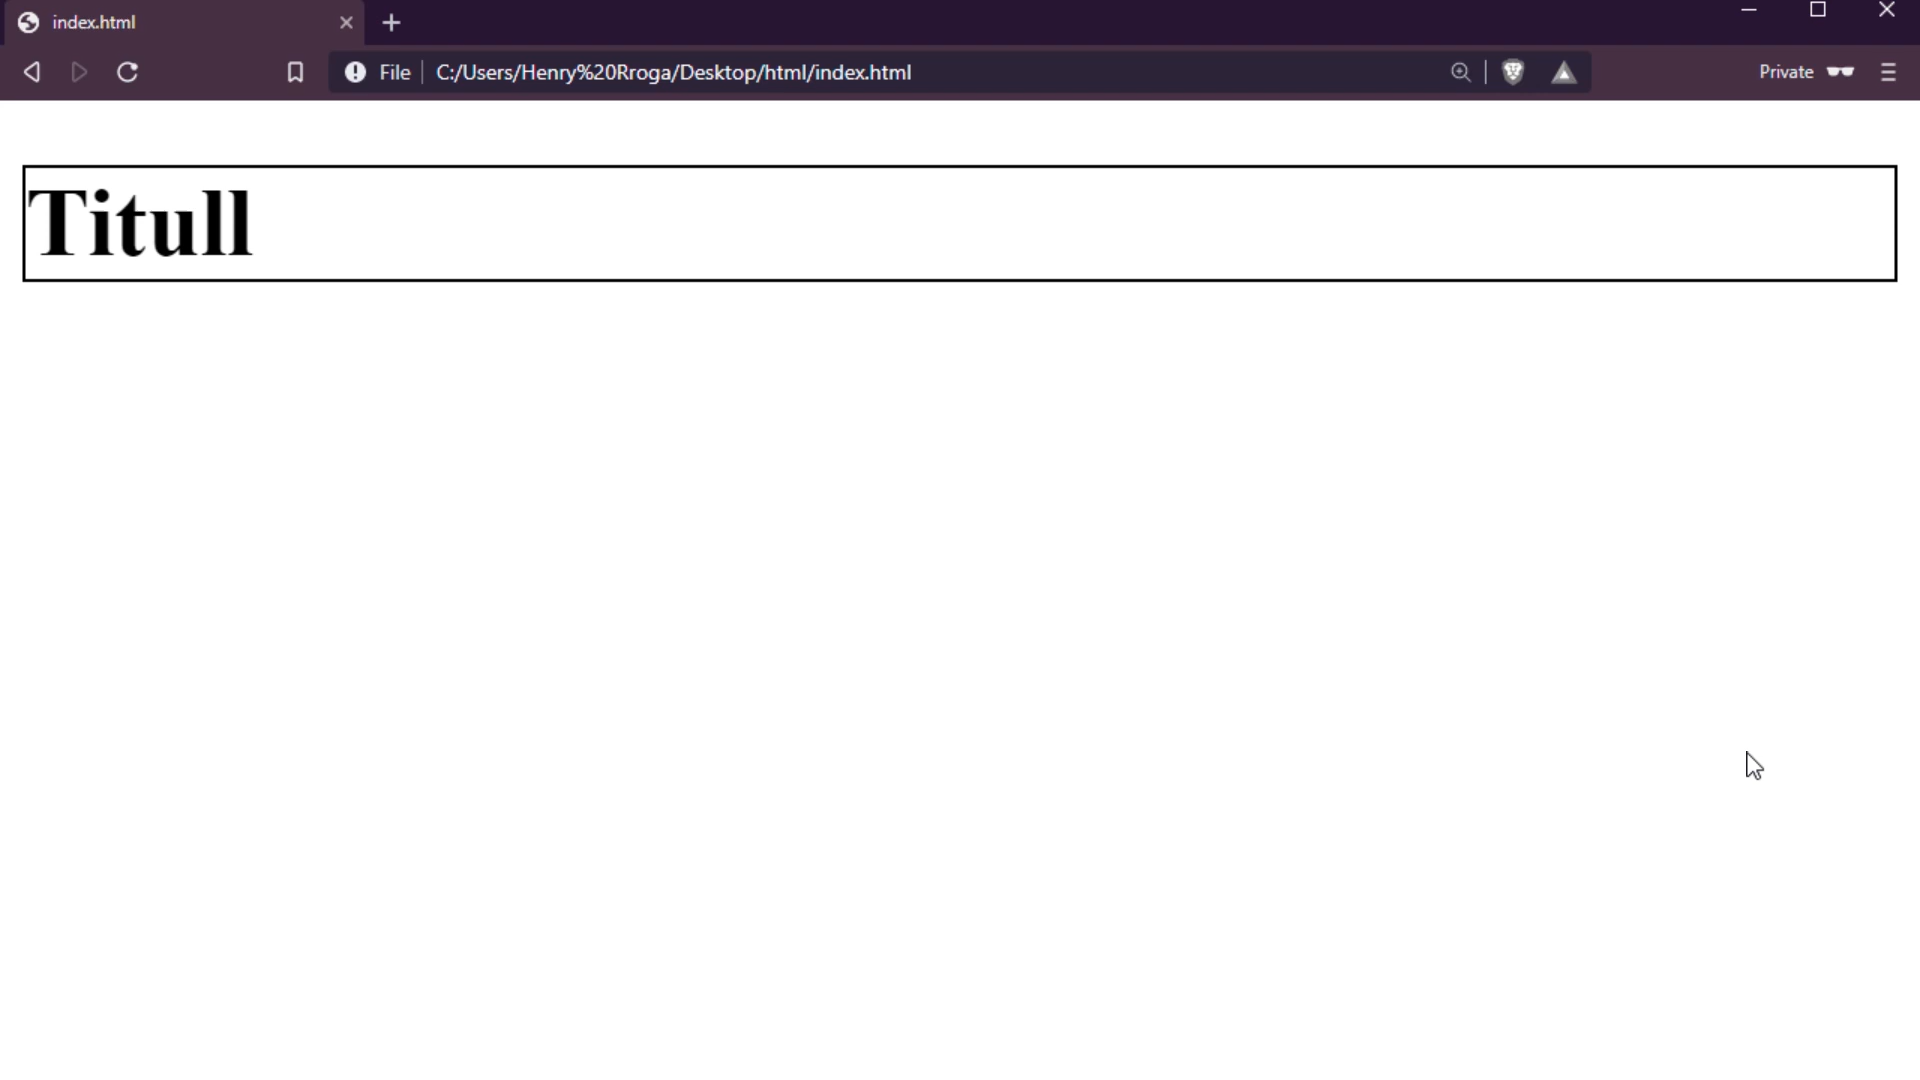 index.html
File
C:/Users/Henry%20Rroga/Desktop/html/index.html
Private
Titull